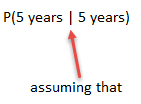 P(5 years | 5 years)
assuming that